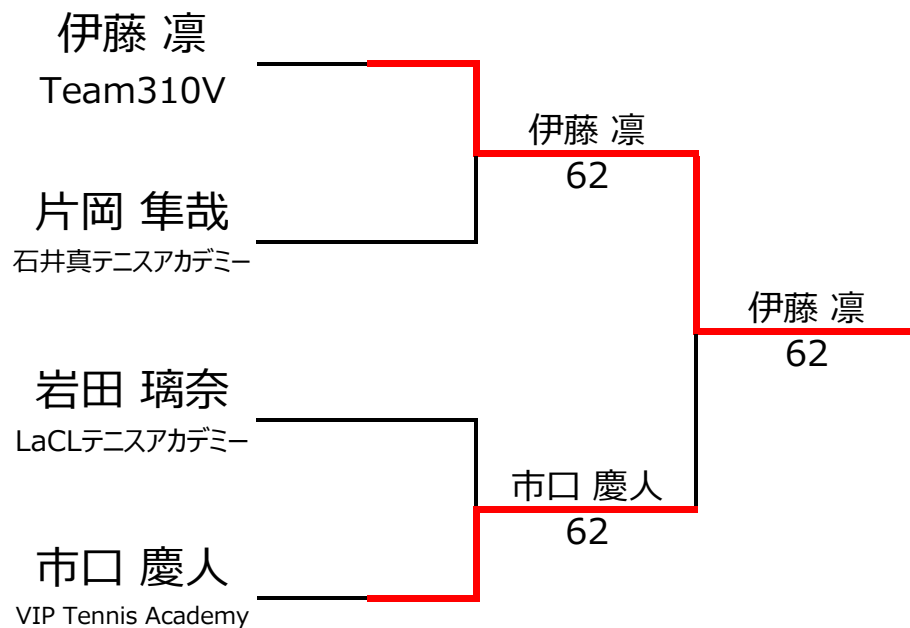 伊藤 凛
Team310V
伊藤 凛
62
片岡 隼哉
石井真テニスアカデミー
伊藤 凛
62
岩田 璃奈
LaCLテニスアカデミー
市口 慶人
62
市口 慶人
VIP Tennis Academy